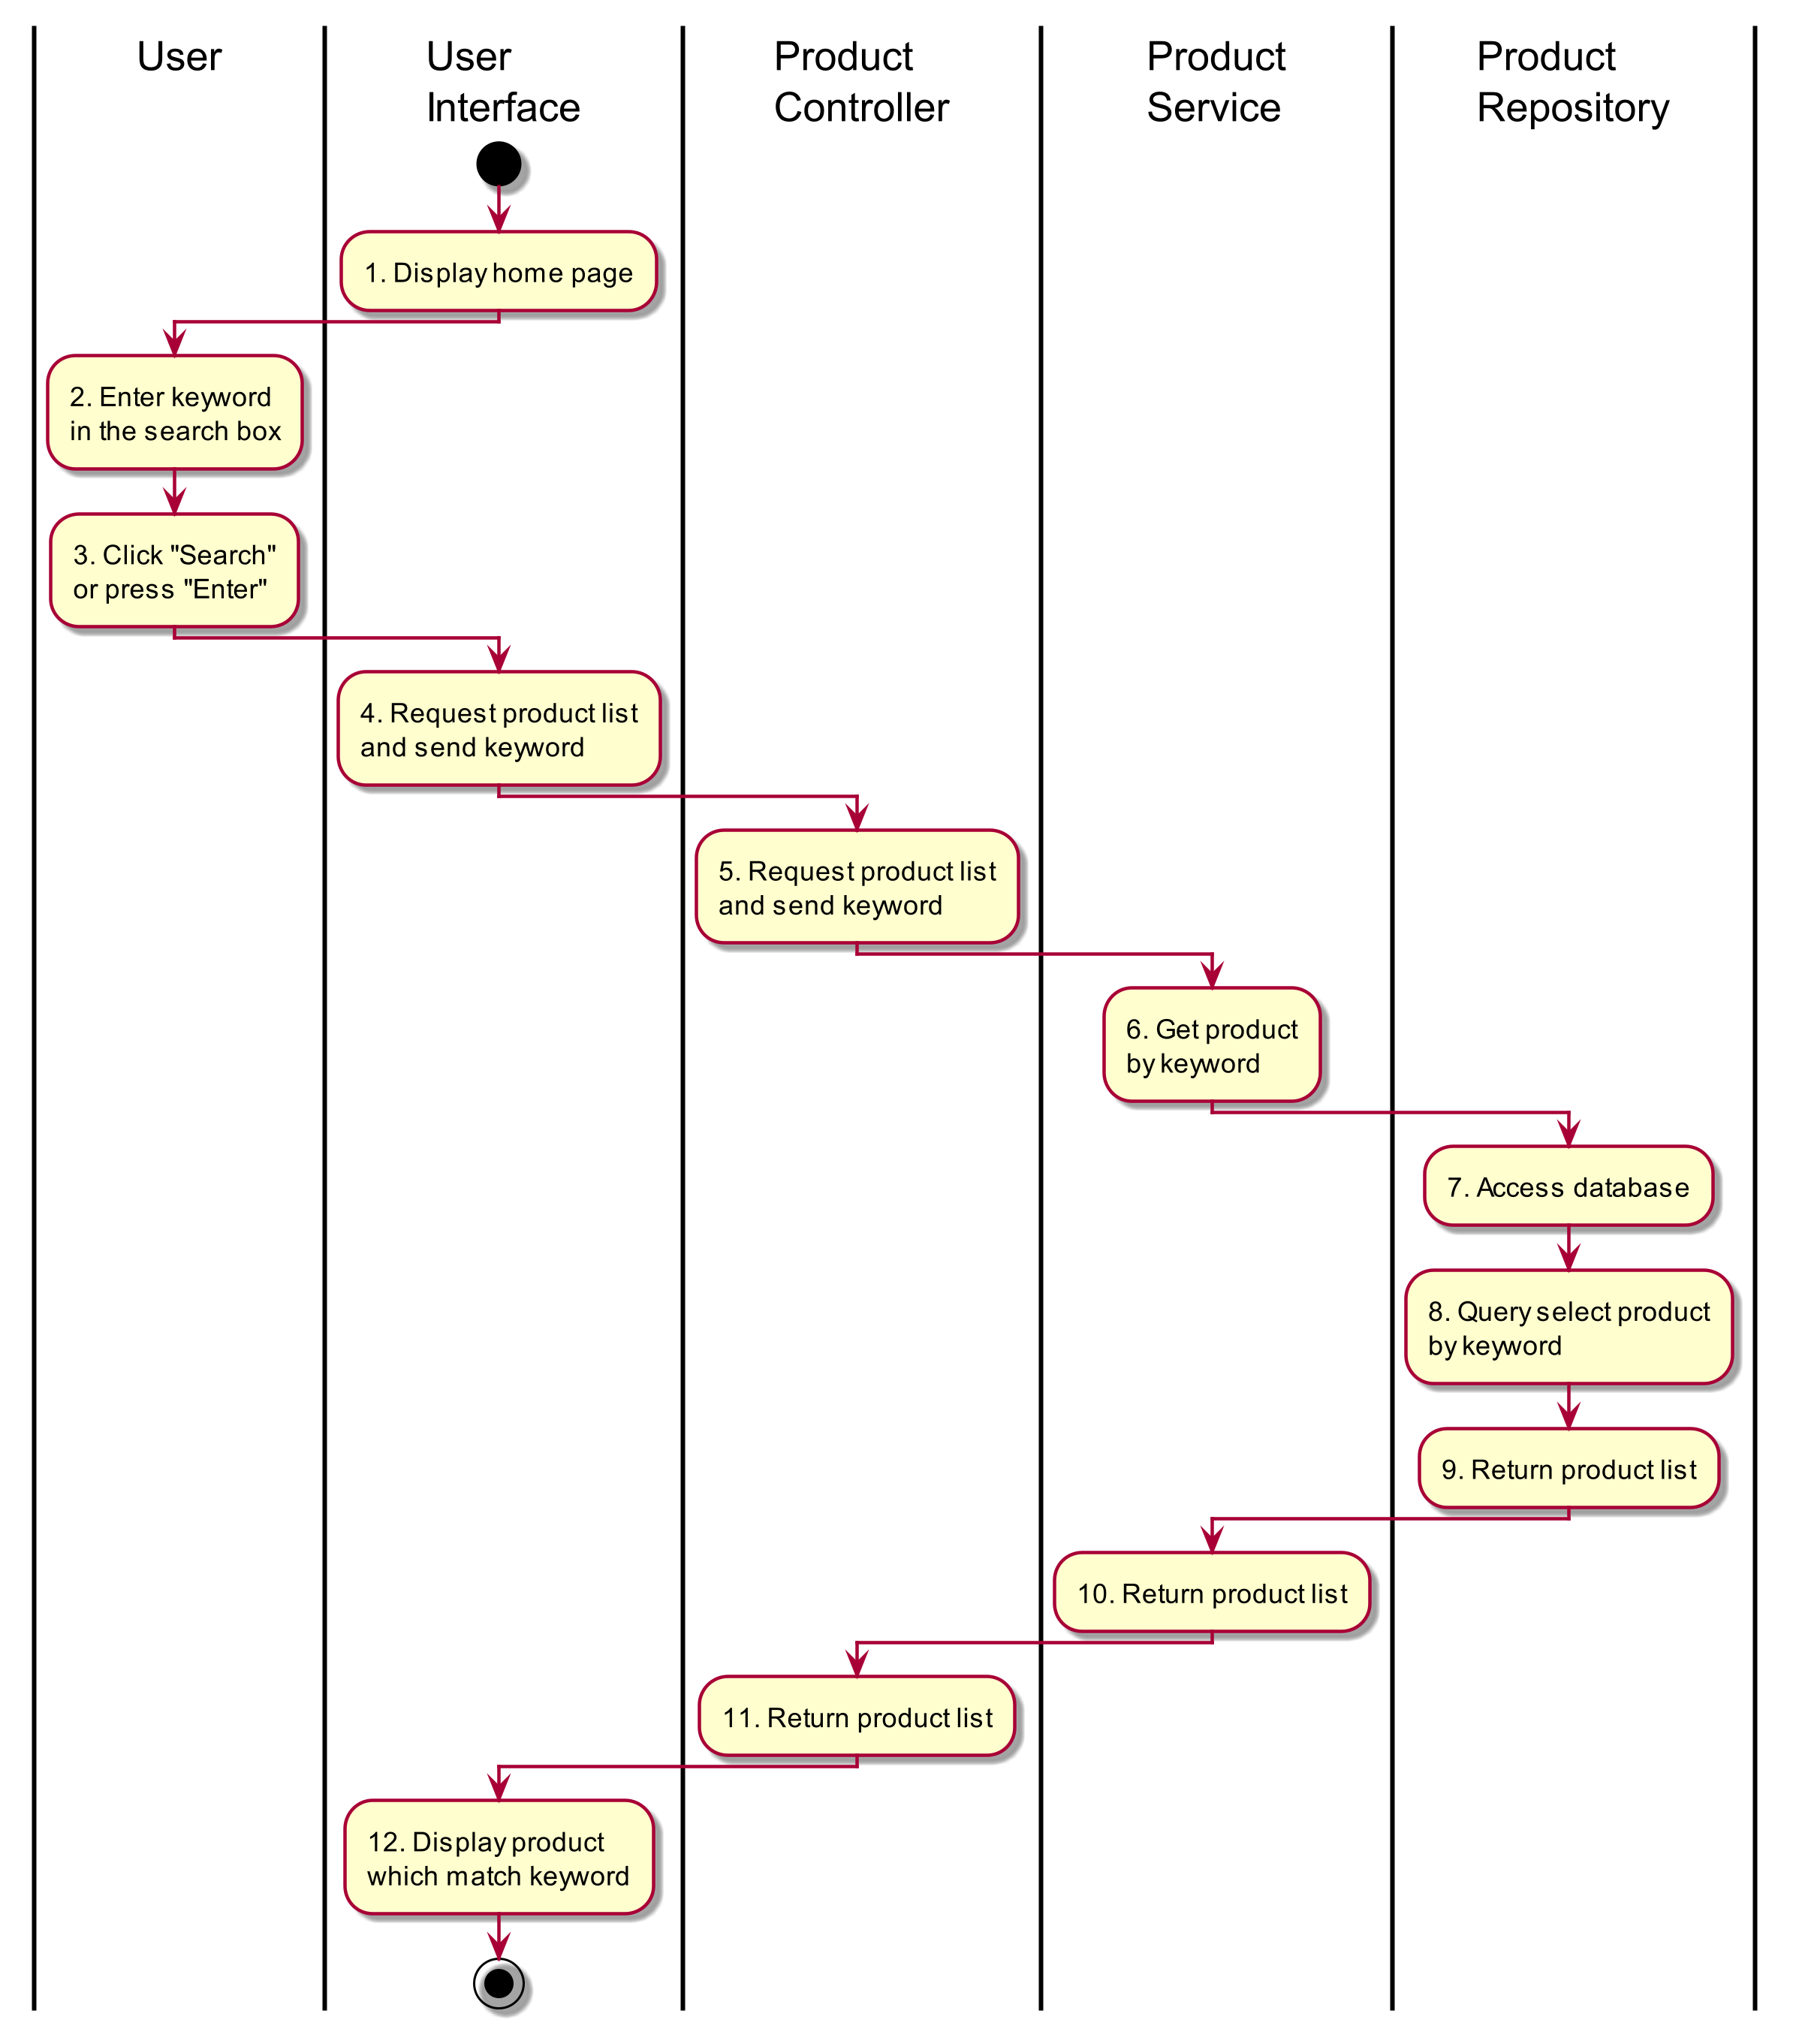 User
User
Interface
Product
Controller
Product
Service
Product
Repository
1. Display home page
2. Enter keyword
in the search box
3. Click "Search"
or press "Enter"
4. Request product list
and send keyword
5. Request product list
and send keyword
6. Get product
by keyword
7. Access database
8. Query select product
by keyword
9. Return product list
10. Return product list
11. Return product list
12. Display product
which match keyword